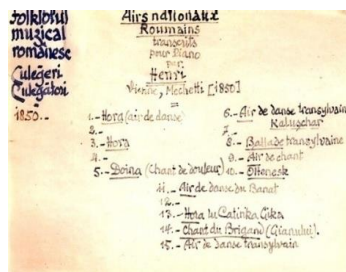 folklorul
muzical
românesc
Culegeri
Culegători
1850.-
Airs nationaux
Roumains
transcrits
pour Piano
par
Henri
Vienne, Mechetti [1850]
1.- Hora (air de danse)
2.-
3.- Hora
4.-
5.- Doina (Chant de douleur)
6.- Air de danse transylvain
Kaluschar
7.-
8.- Ballade transylvaine
9.- Air de chant
10.-
11.- Air de danse du Banat
12.-
13.- Hora lu Catinka Gika
14.- Chant du Brigand (Gianului).
15.- Air de danse transylvain